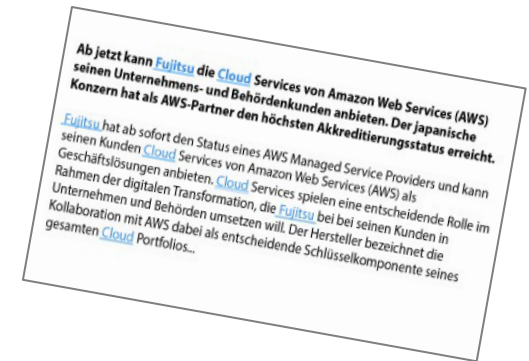 Ab jetzt kann Fujitsu die Cloud Services von Amazon Web Services (AWS)
seinen Unternehmens- und Behördenkunden anbieten. Der japanische
Konzern hat als AWS-Partner den höchsten Akkreditierungsstatus erreicht.
Fujitsu hat ab sofort den Status eines AWS Managed Service Providers und kann
seinen Kunden Cloud Services von Amazon Web Services (AWS) als
Geschäftslösungen anbieten. Cloud Services spielen eine entscheidende Rolle im
Rahmen der digitalen Transformation, die Fujitsu bei bei seinen Kunden in
Unternehmen und Behörden umsetzen will. Der Hersteller bezeichnet die
Kollaboration mit AWS dabei als entscheidende Schlüsselkomponente seines
gesamten Cloud Portfolios...